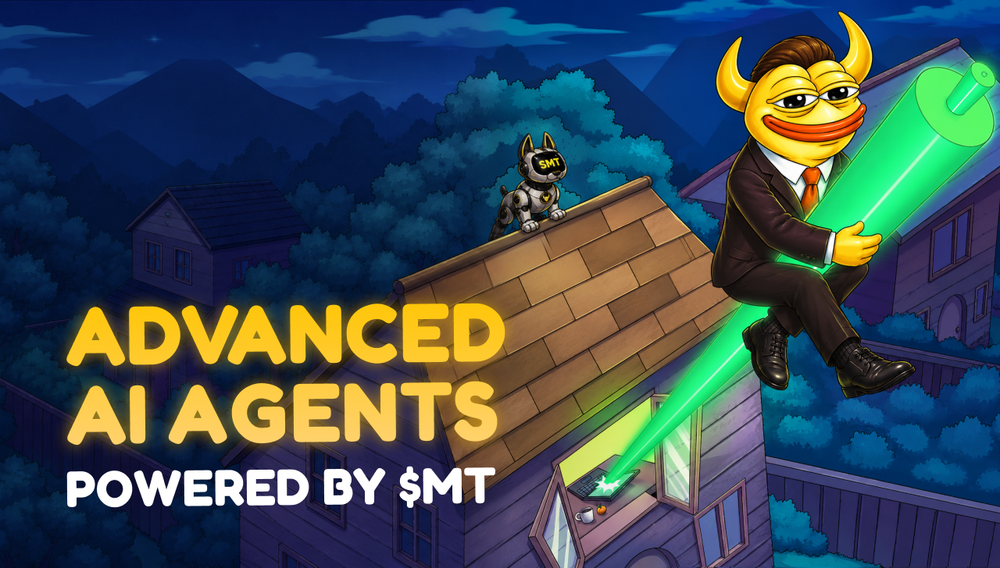 $MT
ADVANCED
AI AGENTS
POWERED BY $MT